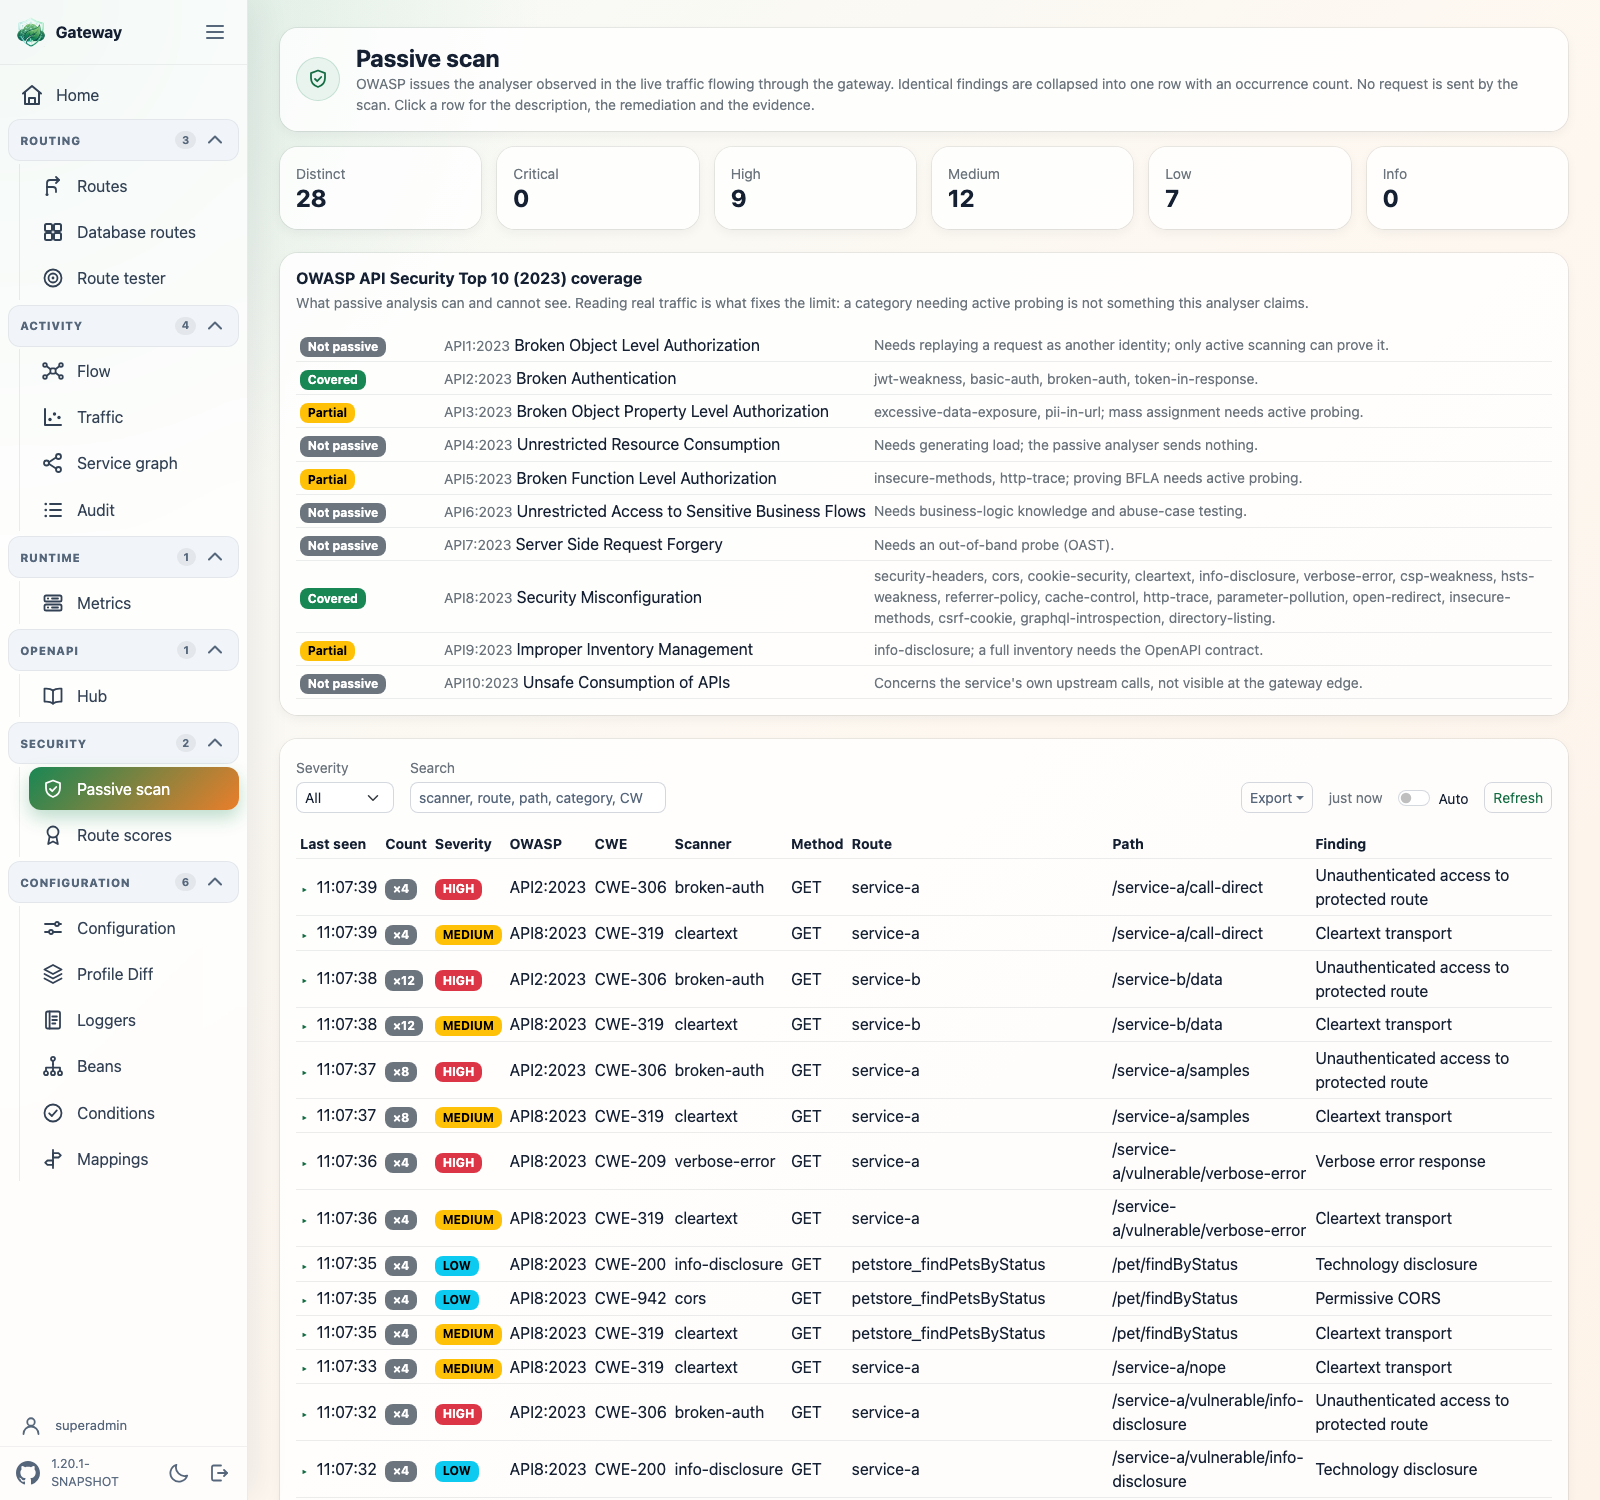 Gateway
Home
ROUTING 3
Routes
Database routes
Route tester
ACTIVITY 4
Flow
Traffic
Service graph
Audit
RUNTIME 1
Metrics
OPENAPI 1
Hub
SECURITY 2
Passive scan
Route scores
CONFIGURATION 6
Configuration
Profile Diff
Loggers
Beans
Conditions
Mappings
superadmin
1.20.1-
SNAPSHOT
Passive scan
OWASP issues the analyser observed in the live traffic flowing through the gateway. Identical findings are collapsed into one row with an occurrence count. No request is sent by the
scan. Click a row for the description, the remediation and the evidence.
Distinct
28
Critical
0
High
9
Medium
12
Low
7
Info
0
OWASP API Security Top 10 (2023) coverage
What passive analysis can and cannot see. Reading real traffic is what fixes the limit: a category needing active probing is not something this analyser claims.
Not passive API1:2023 Broken Object Level Authorization Needs replaying a request as another identity; only active scanning can prove it.
Covered API2:2023 Broken Authentication jwt-weakness, basic-auth, broken-auth, token-in-response.
Partial API3:2023 Broken Object Property Level Authorization excessive-data-exposure, pii-in-url; mass assignment needs active probing.
Not passive API4:2023 Unrestricted Resource Consumption Needs generating load; the passive analyser sends nothing.
Partial API5:2023 Broken Function Level Authorization insecure-methods, http-trace; proving BFLA needs active probing.
Not passive API6:2023 Unrestricted Access to Sensitive Business Flows Needs business-logic knowledge and abuse-case testing.
Not passive API7:2023 Server Side Request Forgery Needs an out-of-band probe (OAST).
Covered API8:2023 Security Misconfiguration security-headers, cors, cookie-security, cleartext, info-disclosure, verbose-error, csp-weakness, hsts-
weakness, referrer-policy, cache-control, http-trace, parameter-pollution, open-redirect, insecure-
methods, csrf-cookie, graphql-introspection, directory-listing.
Partial API9:2023 Improper Inventory Management info-disclosure; a full inventory needs the OpenAPI contract.
Not passive API10:2023 Unsafe Consumption of APIs Concerns the service's own upstream calls, not visible at the gateway edge.
Severity Search
All scanner, route, path, category, CW Export just now Auto Refresh
Last seen Count Severity OWASP CWE Scanner Method Route Path Finding
11:07:39 ×4 HIGH API2:2023 CWE-306 broken-auth GET service-a /service-a/call-direct Unauthenticated access to
protected route
11:07:39 ×4 MEDIUM API8:2023 CWE-319 cleartext GET service-a /service-a/call-direct Cleartext transport
11:07:38 ×12 HIGH API2:2023 CWE-306 broken-auth GET service-b /service-b/data Unauthenticated access to
protected route
11:07:38 ×12 MEDIUM API8:2023 CWE-319 cleartext GET service-b /service-b/data Cleartext transport
11:07:37 ×8 HIGH API2:2023 CWE-306 broken-auth GET service-a /service-a/samples Unauthenticated access to
protected route
11:07:37 ×8 MEDIUM API8:2023 CWE-319 cleartext GET service-a /service-a/samples Cleartext transport
11:07:36 ×4 HIGH API8:2023 CWE-209 verbose-error GET service-a /service-
a/vulnerable/verbose-error Verbose error response
11:07:36 ×4 MEDIUM API8:2023 CWE-319 cleartext GET service-a /service-
a/vulnerable/verbose-error Cleartext transport
11:07:35 ×4 LOW API8:2023 CWE-200 info-disclosure GET petstore_findPetsByStatus /pet/findByStatus Technology disclosure
11:07:35 ×4 LOW API8:2023 CWE-942 cors GET petstore_findPetsByStatus /pet/findByStatus Permissive CORS
11:07:35 ×4 MEDIUM API8:2023 CWE-319 cleartext GET petstore_findPetsByStatus /pet/findByStatus Cleartext transport
11:07:33 ×4 MEDIUM API8:2023 CWE-319 cleartext GET service-a /service-a/nope Cleartext transport
11:07:32 ×4 HIGH API2:2023 CWE-306 broken-auth GET service-a /service-a/vulnerable/info- Unauthenticated access to
disclosure protected route
11:07:32 ×4 LOW API8:2023 CWE-200 info-disclosure GET service-a /service-a/vulnerable/info-
disclosure Technology disclosure